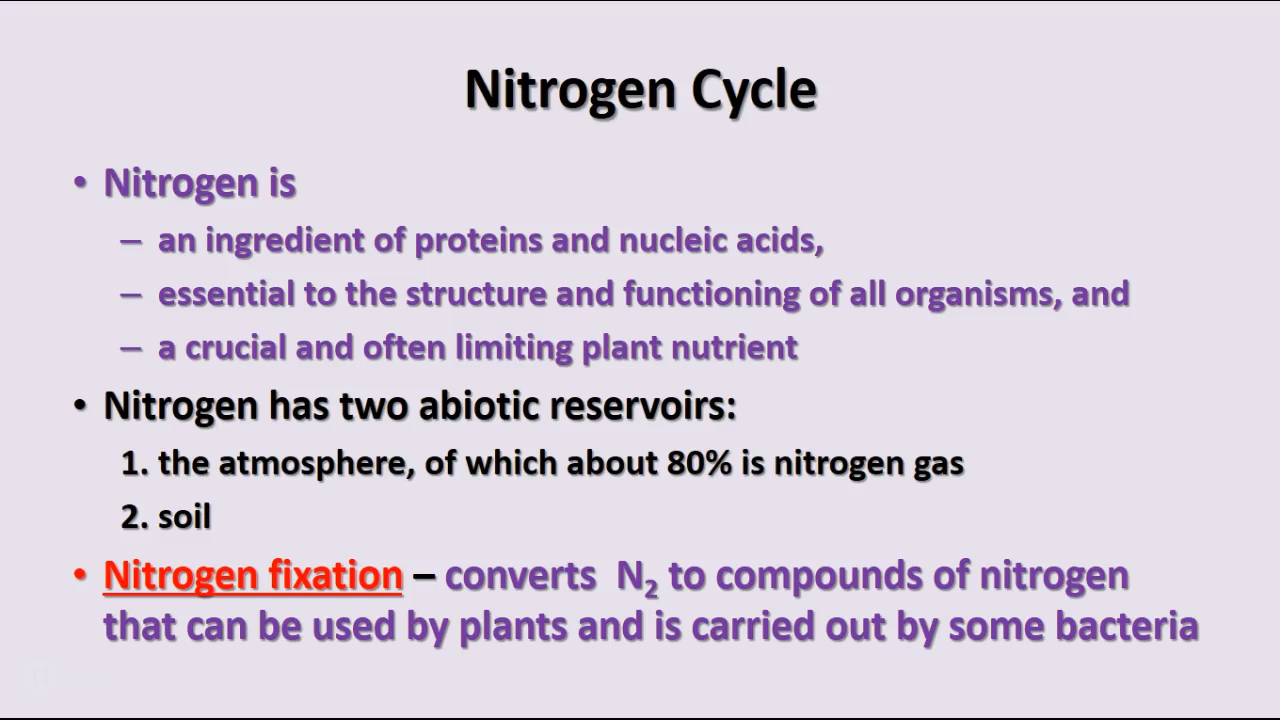 Nitrogen Cycle
• Nitrogen is
– an ingredient of proteins and nucleic acids,
– essential to the structure and functioning of all organisms, and
– a crucial and often limiting plant nutrient
• Nitrogen has two abiotic reservoirs:
1. the atmosphere, of which about 80% is nitrogen gas
2. soil
• Nitrogen fixation – converts N₂ to compounds of nitrogen
that can be used by plants and is carried out by some bacteria